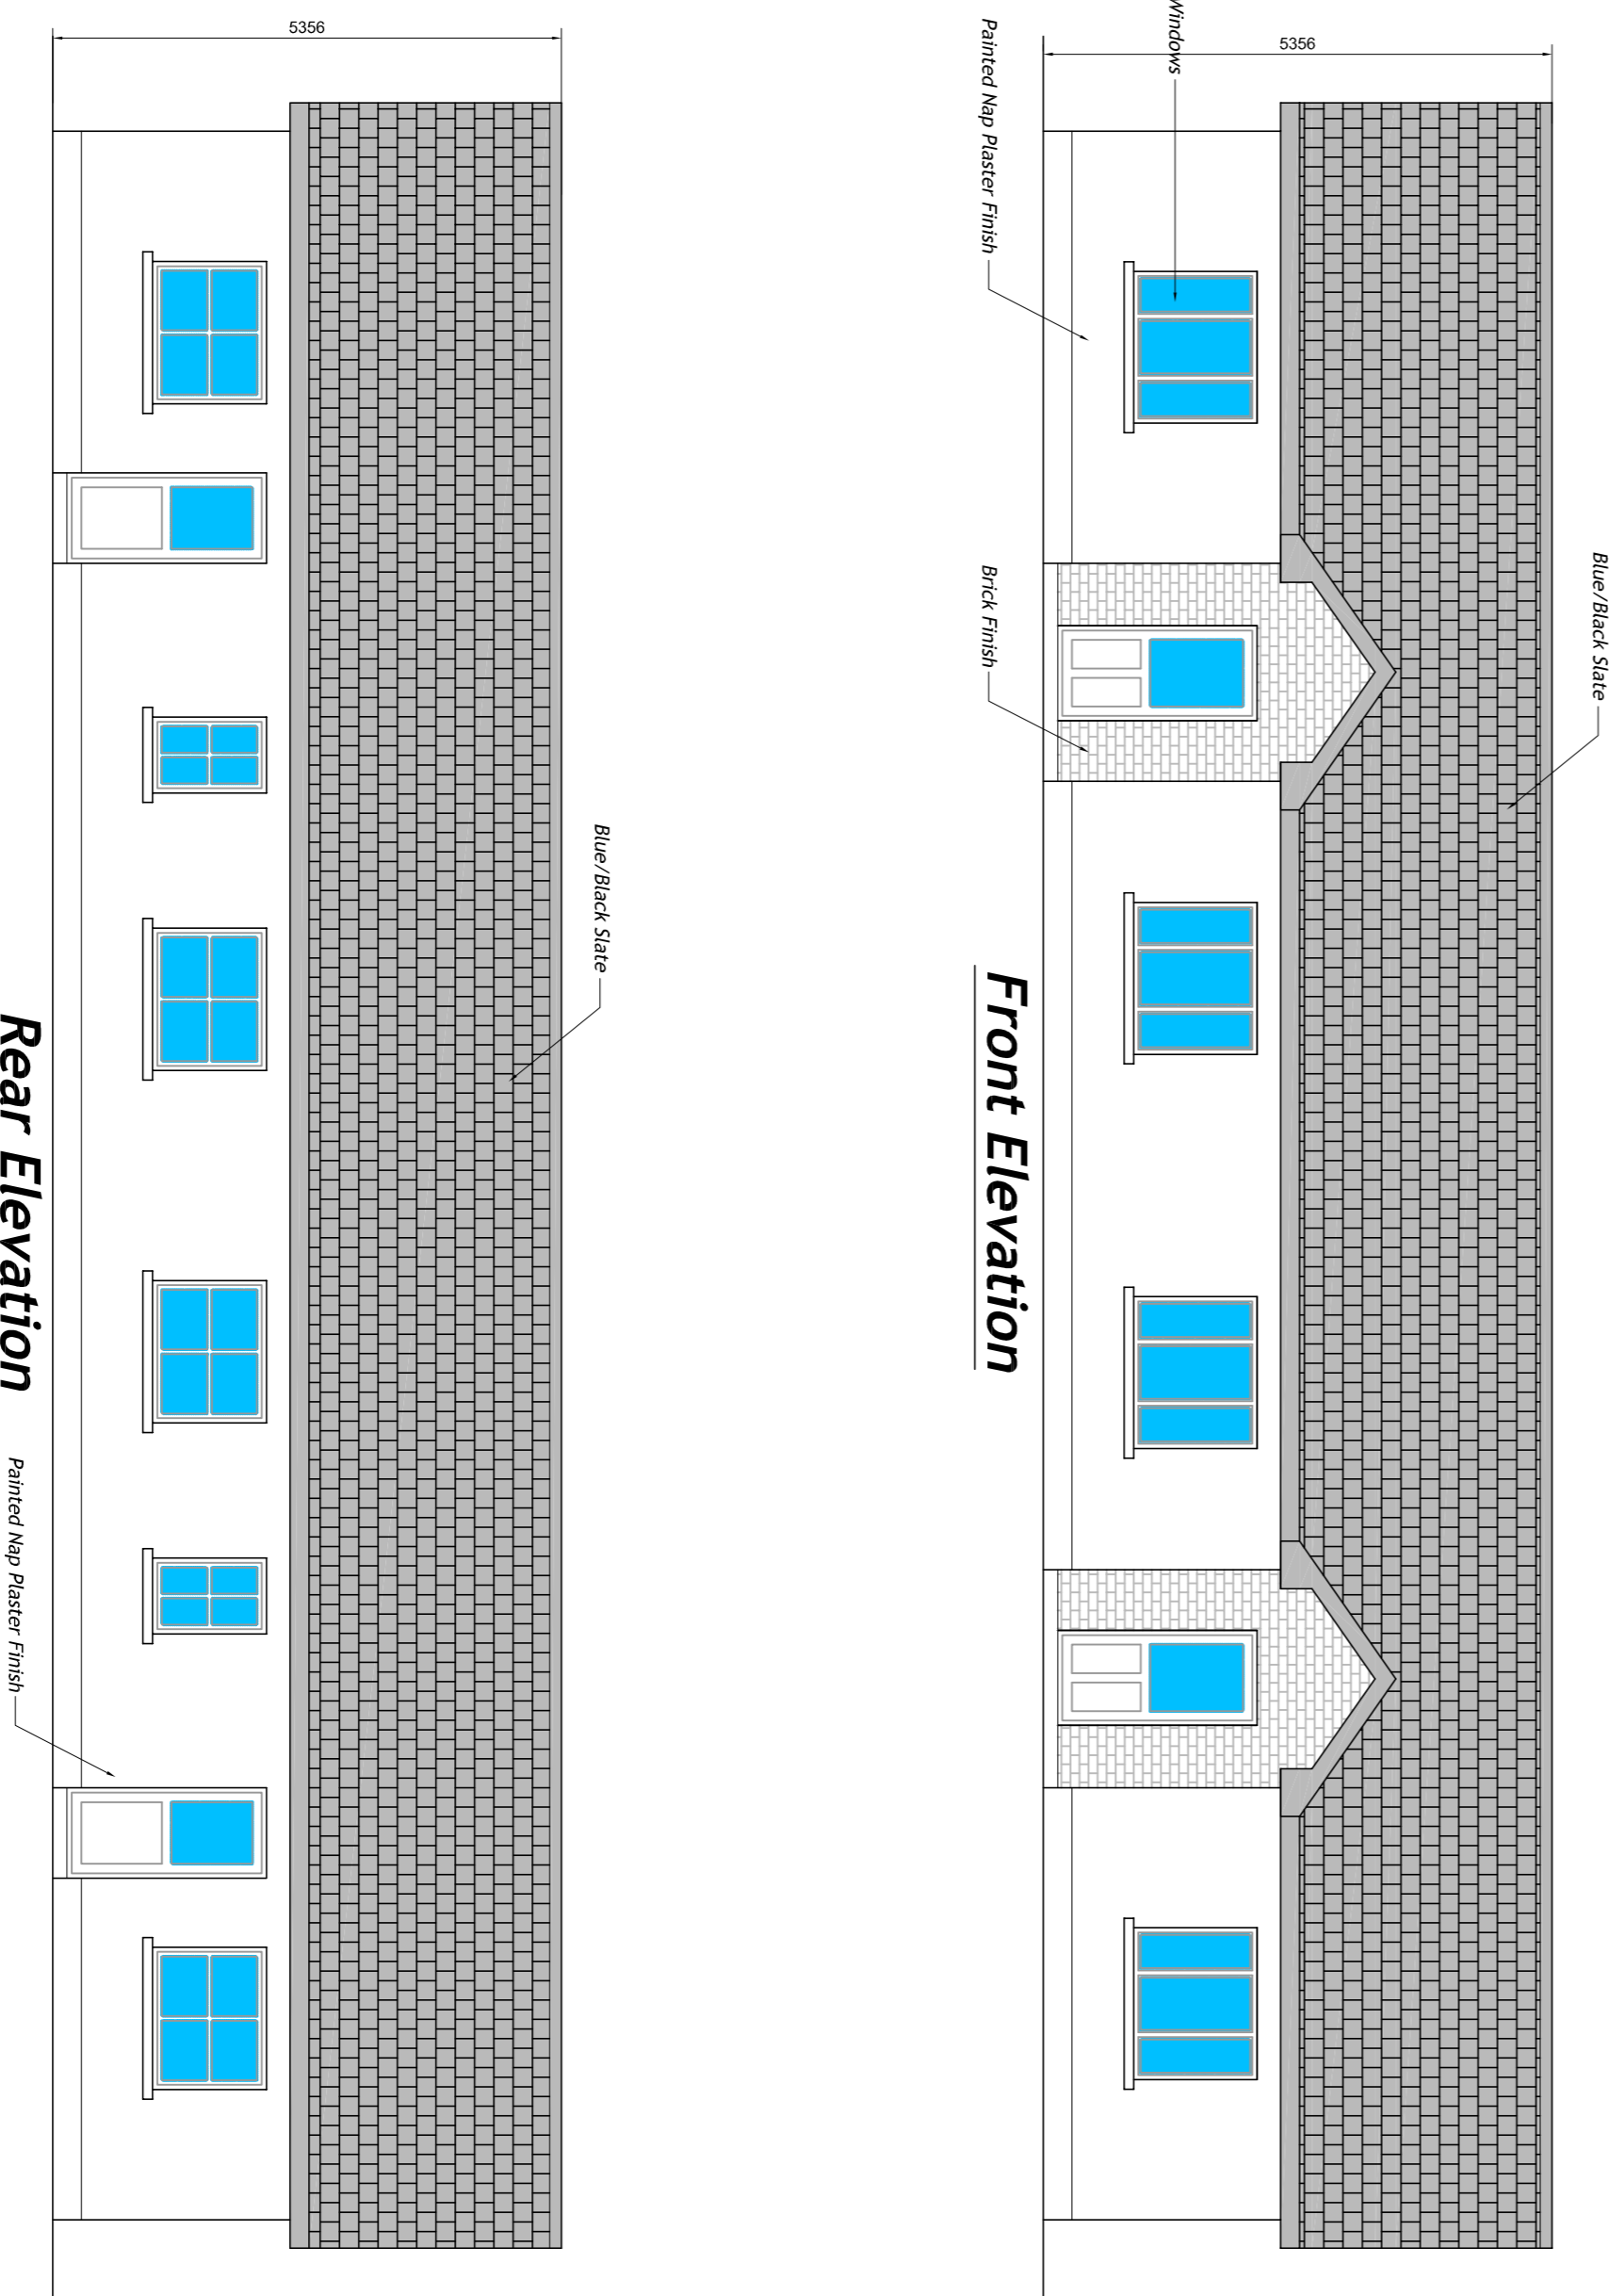 Blue/Black Slate
5356
Windows
Painted Nap Plaster Finish
Brick Finish
Front Elevation
Blue/Black Slate
5356
Rear Elevation
Painted Nap Plaster Finish